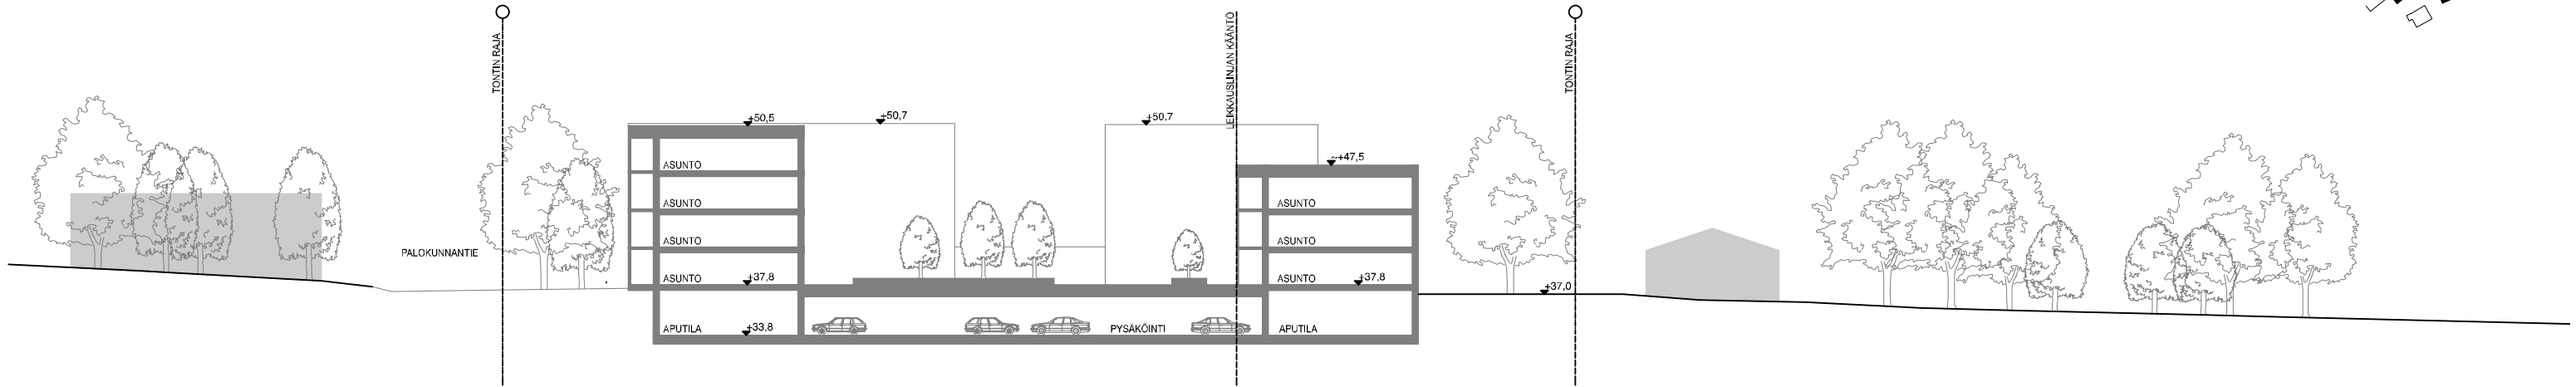 TONTIN RAJA
LEIKKAUSLINJAN KÄÄNTÖ
TONTIN RAJA
+50,5
+50,7
+50,7
~+47,5
ASUNTO
ASUNTO
ASUNTO
ASUNTO
ASUNTO
PALOKUNNANTIE
ASUNTO
+37,8
ASUNTO
+37,8
+37,0
APUTILA
+33,8
PYSÄKÖINTI
APUTILA